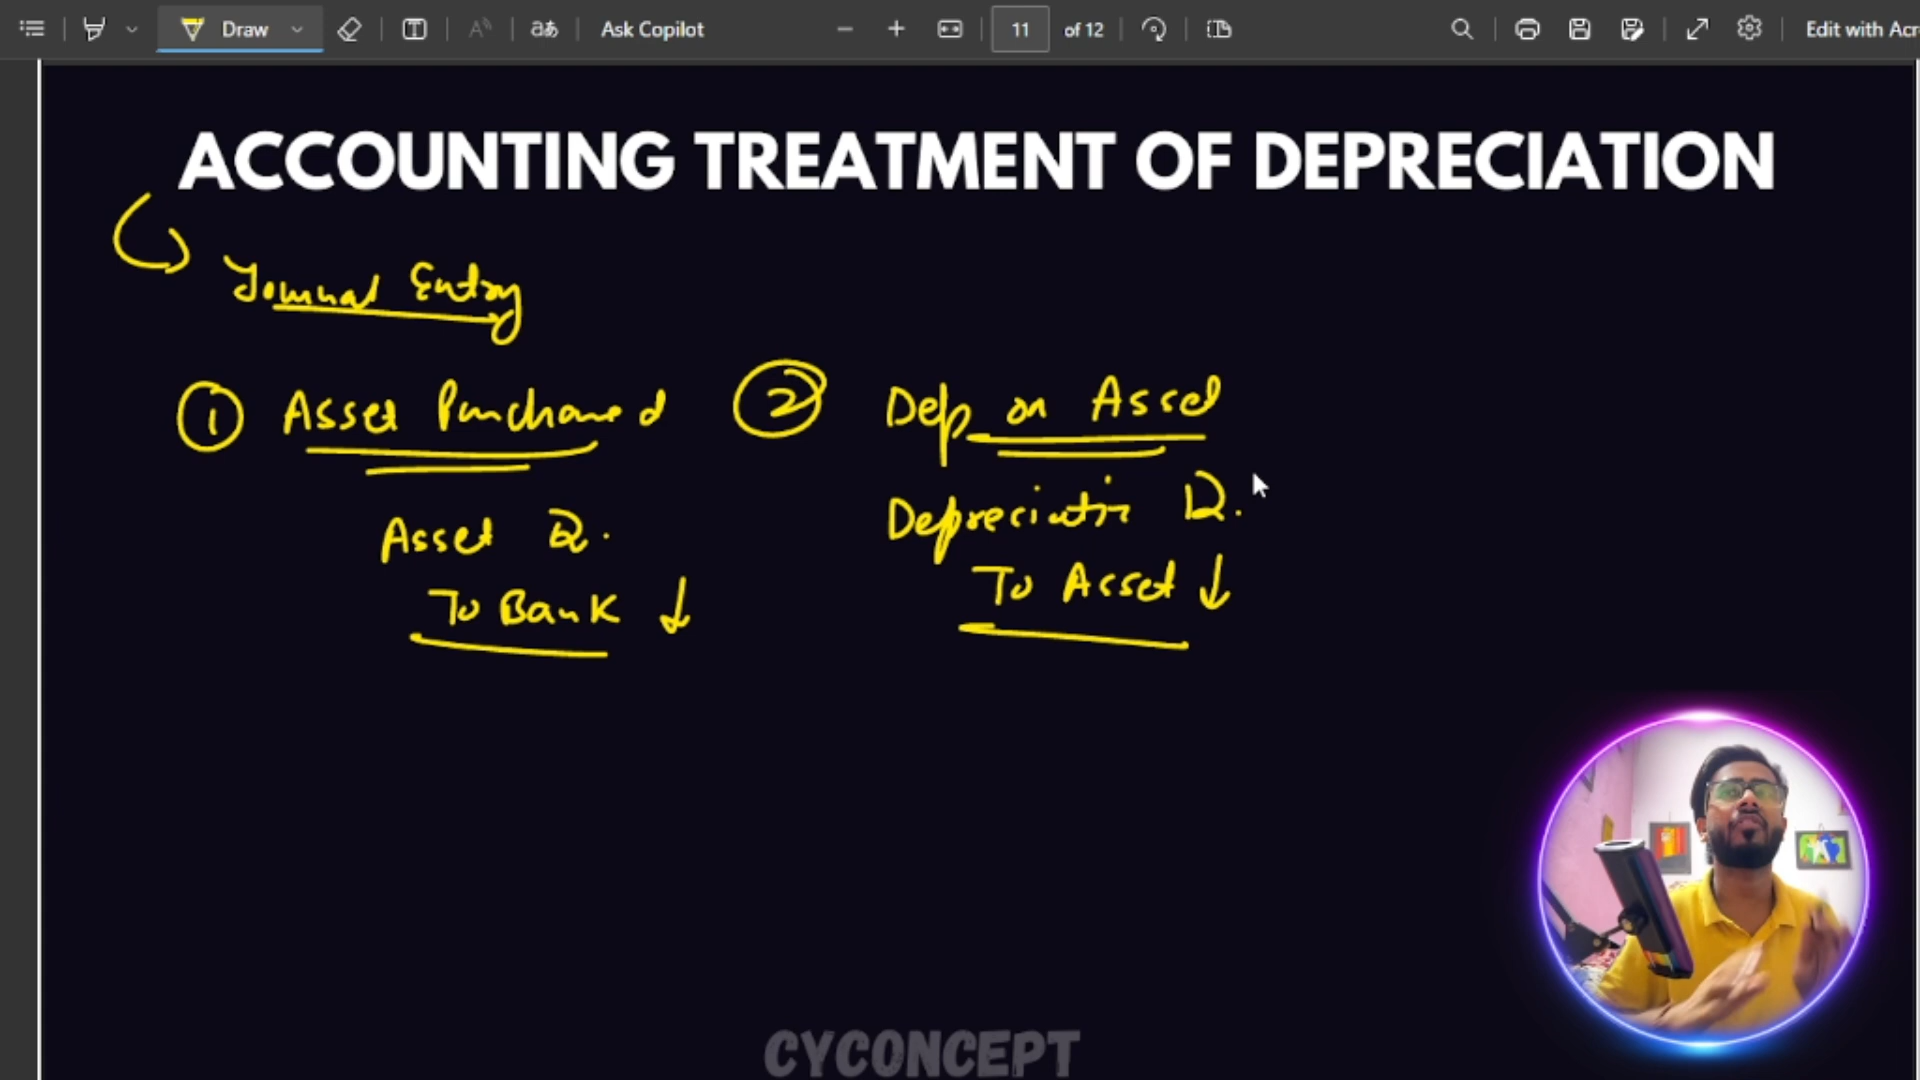 Draw
Ask Copilot
11 of 12
Edit with Acr
ACCOUNTING TREATMENT OF DEPRECIATION
Journal Entry
① Asset Purchased
Asset Dr.
To Bank ↓
② Dep on Asset
Depreciation Dr.
To Asset ↓
CYCONCEPT